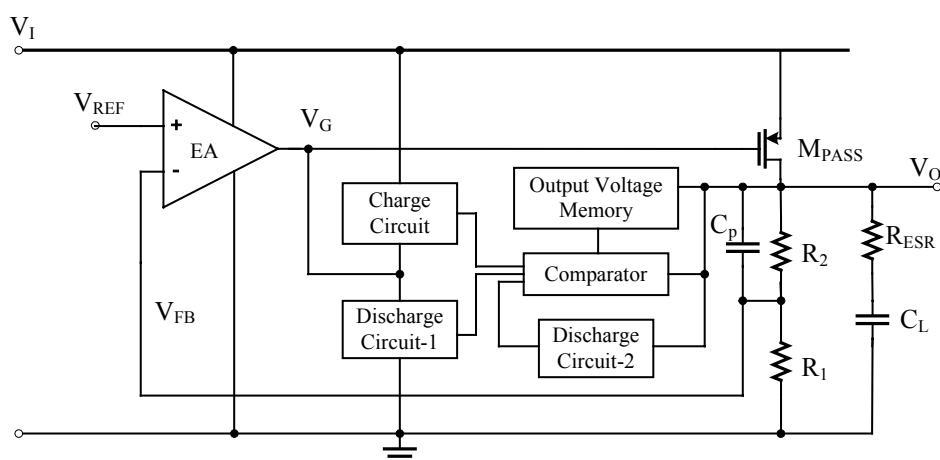 V_I
V_REF
+
EA
-
V_G
M_PASS
V_O
Output Voltage
Memory
Charge
Circuit
C_p
R_2
R_ESR
Comparator
V_FB
Discharge
Circuit-1
Discharge
Circuit-2
R_1
C_L